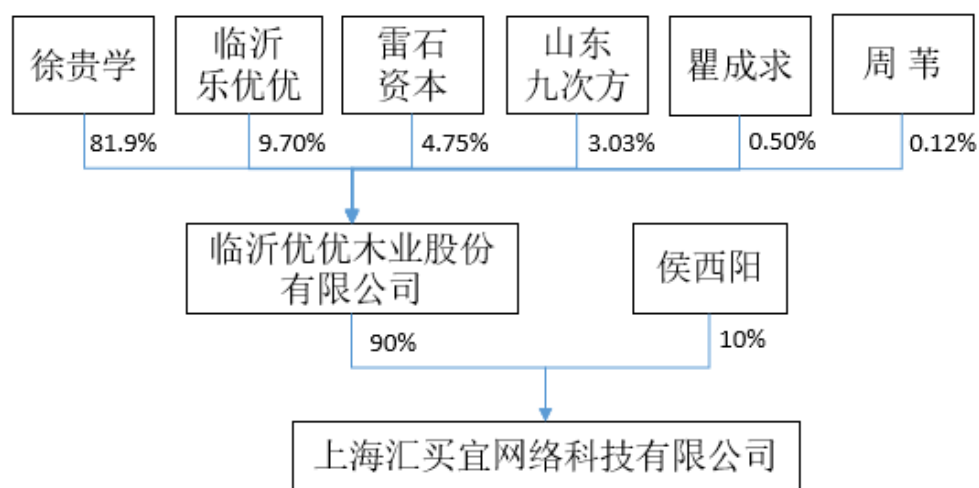 徐贵学
临沂
乐优优
雷石
资本
山东
九次方
瞿成求
周 苇
81.9%
9.70%
4.75%
3.03%
0.50%
0.12%
临沂优优木业股份
有限公司
侯西阳
90%
10%
上海汇买宜网络科技有限公司